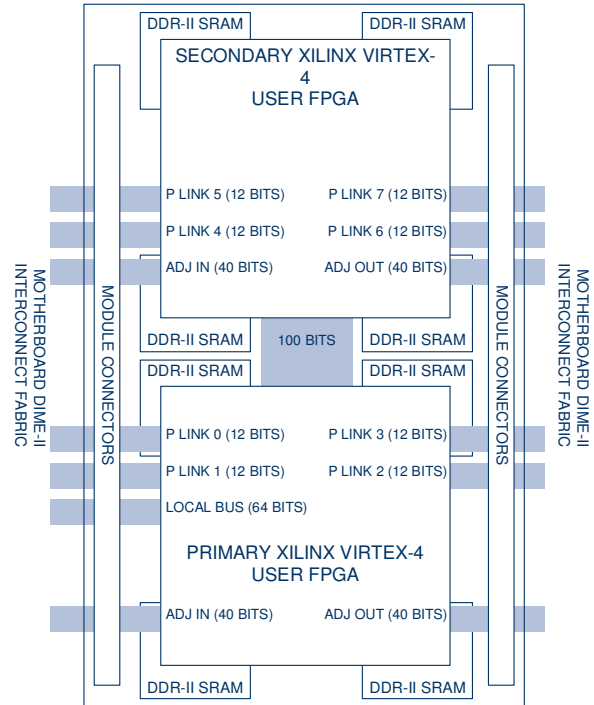 DDR-II SRAM
DDR-II SRAM
SECONDARY XILINX VIRTEX-
4
USER FPGA
P LINK 5 (12 BITS)
P LINK 7 (12 BITS)
P LINK 4 (12 BITS)
P LINK 6 (12 BITS)
ADJ IN (40 BITS)
ADJ OUT (40 BITS)
MOTHERBOARD DIME-II
INTERCONNECT FABRIC
MODULE CONNECTORS
MODULE CONNECTORS
MOTHERBOARD DIME-II
INTERCONNECT FABRIC
DDR-II SRAM
100 BITS
DDR-II SRAM
DDR-II SRAM
DDR-II SRAM
P LINK 0 (12 BITS)
P LINK 3 (12 BITS)
P LINK 1 (12 BITS)
P LINK 2 (12 BITS)
LOCAL BUS (64 BITS)
PRIMARY XILINX VIRTEX-4
USER FPGA
ADJ IN (40 BITS)
ADJ OUT (40 BITS)
DDR-II SRAM
DDR-II SRAM